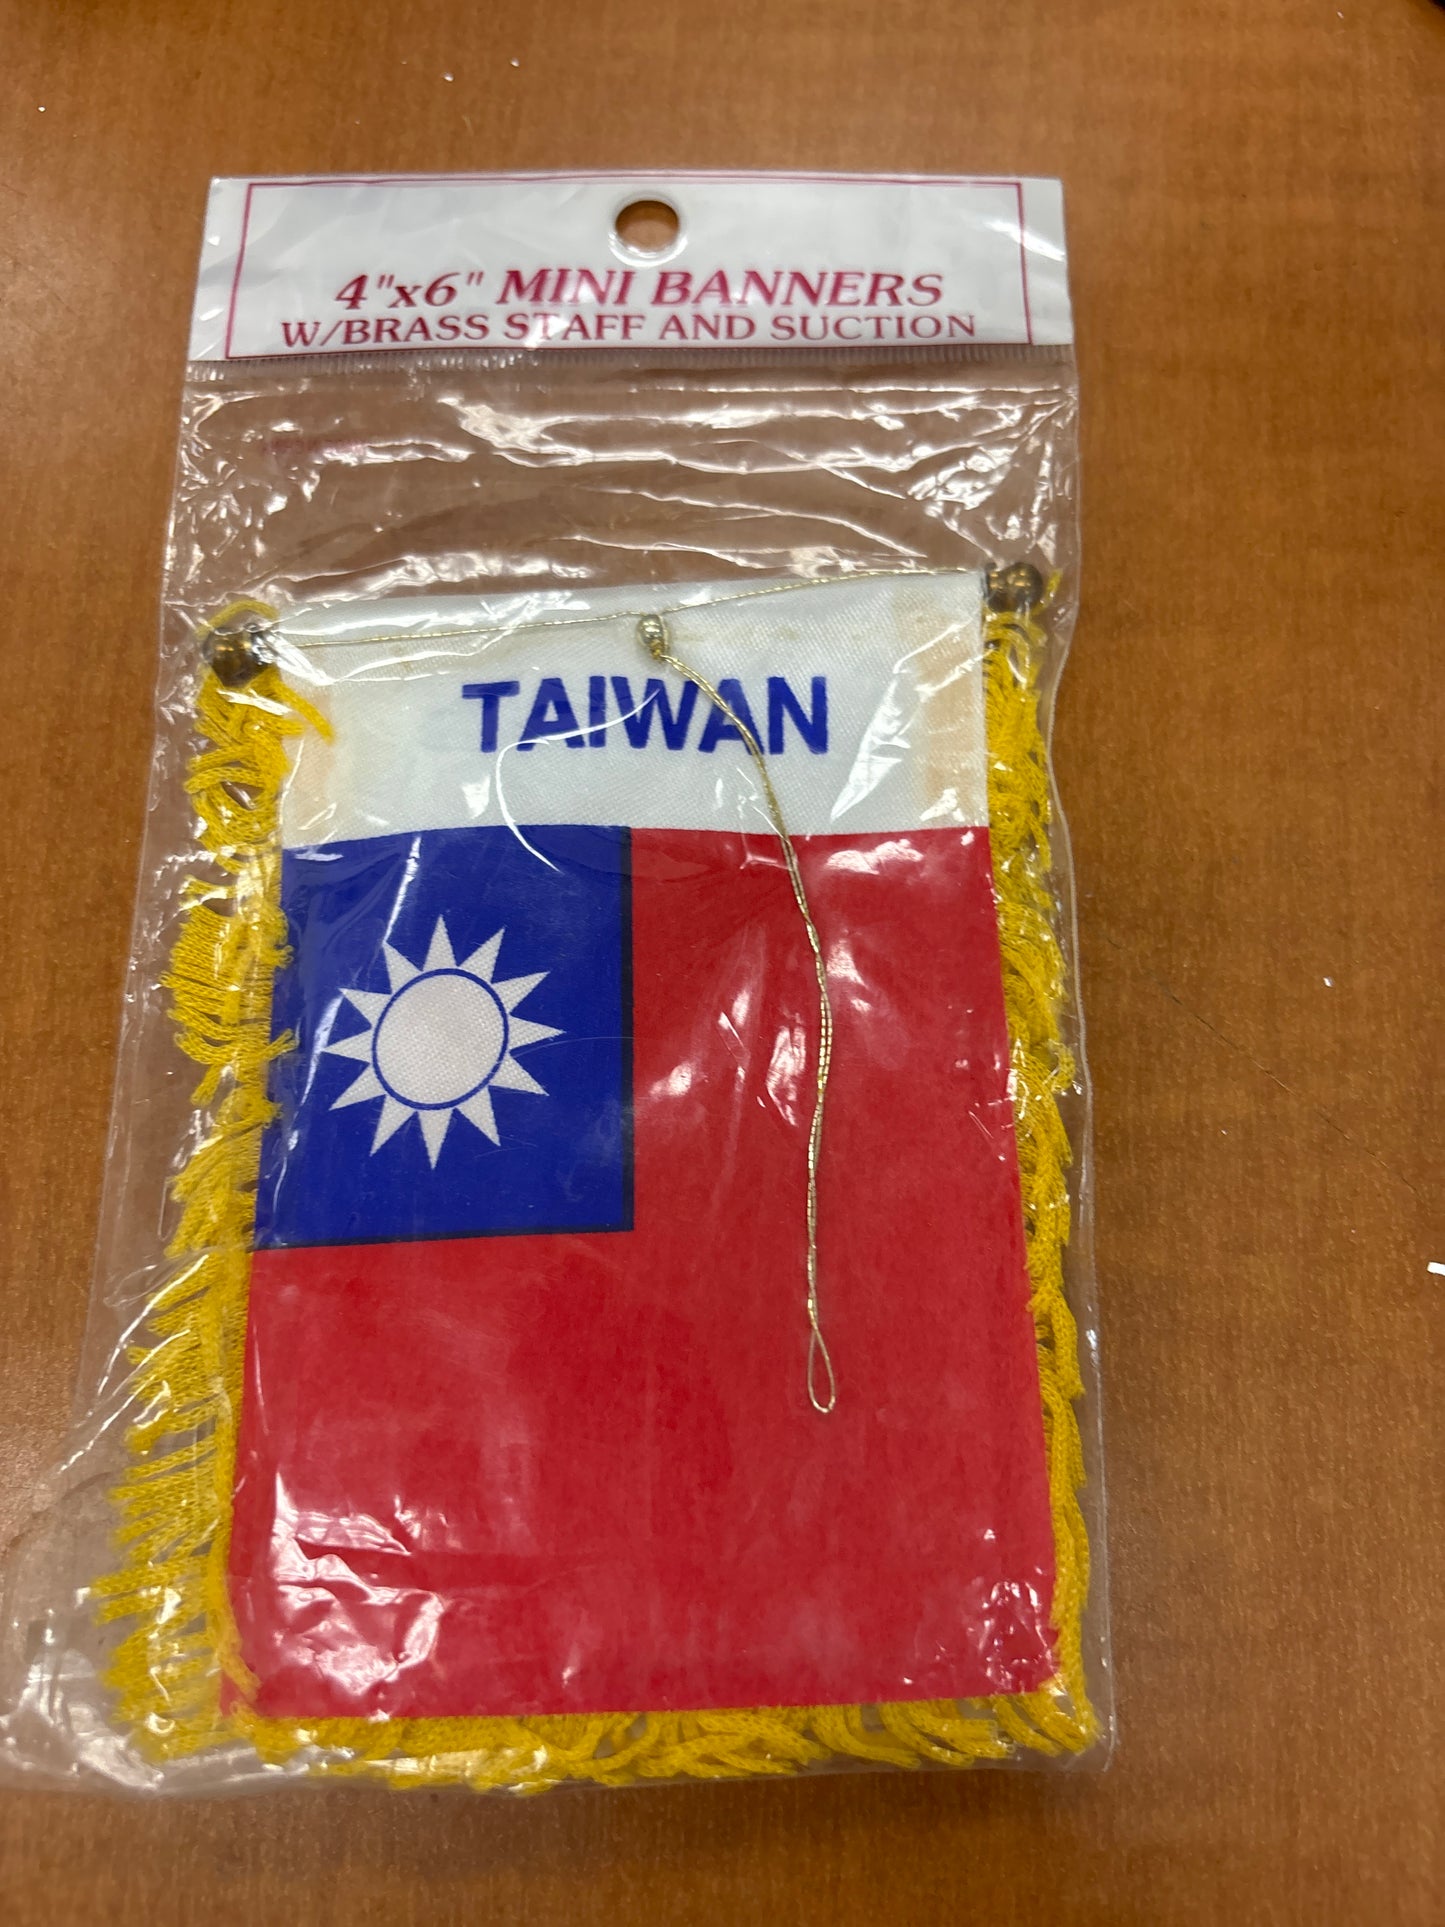 4"x6" MINI BANNERS
W/BRASS STAFF AND SUCTION
TAIWAN